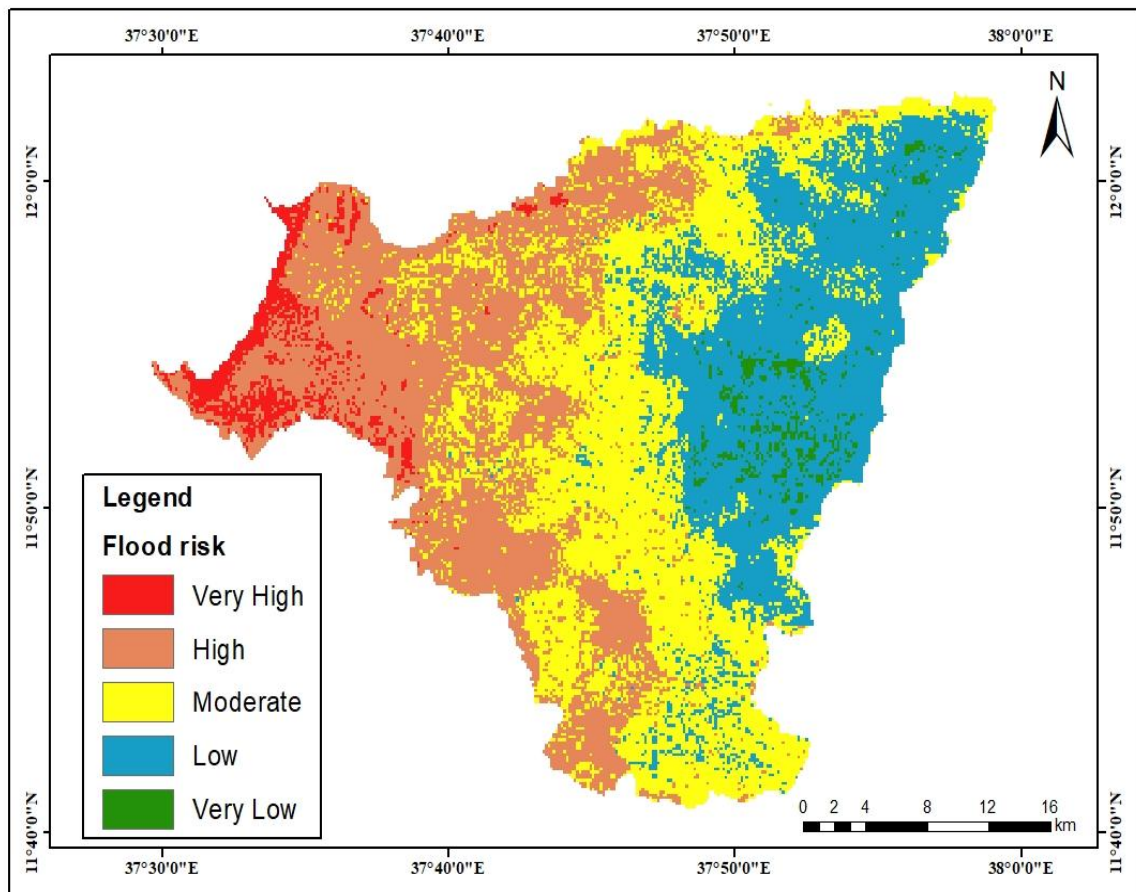 37°30'0"E 37°40'0"E 37°50'0"E 38°0'0"E
N
12°0'0"N 12°0'0"N
11°50'0"N 11°50'0"N
11°40'0"N 11°40'0"N
Legend
Flood risk
Very High
High
Moderate
Low
Very Low
0 2 4 8 12 16
km
37°30'0"E 37°40'0"E 37°50'0"E 38°0'0"E